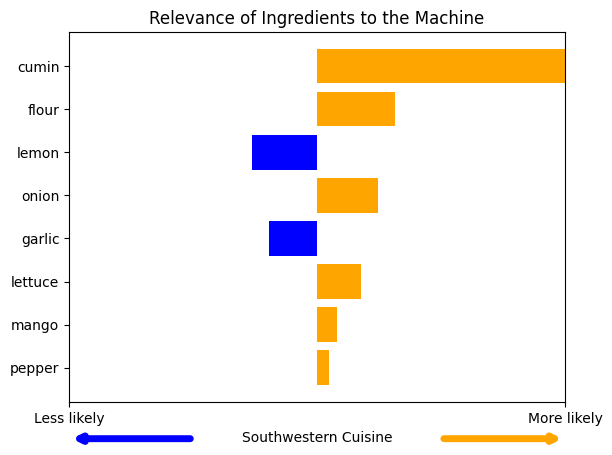 Relevance of Ingredients to the Machine
cumin
flour
lemon
onion
garlic
lettuce
mango
pepper
Less likely
More likely
Southwestern Cuisine